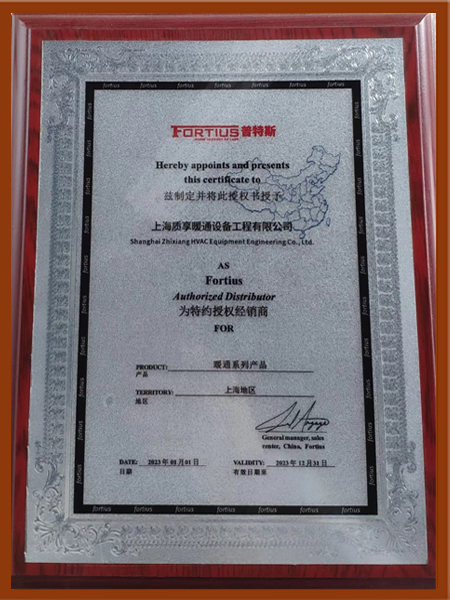 FORTIUS 普特斯
Hereby appoints and presents
this certificate to
兹制定并将此授权书授予
上海质享暖通设备工程有限公司
Shanghai Zhixiang HVAC Equipment Engineering Co., Ltd.
AS
Fortius
Authorized Distributor
为特约授权经销商
FOR
PRODUCT: 暖通系列产品
产品
TERRITORY: 上海地区
地区
General manager, sales
center, China, Fortius
DATE: 2023 年 01 月 01 日 VALIDITY: 2023 年 12 月 31 日
日期 有效日期至